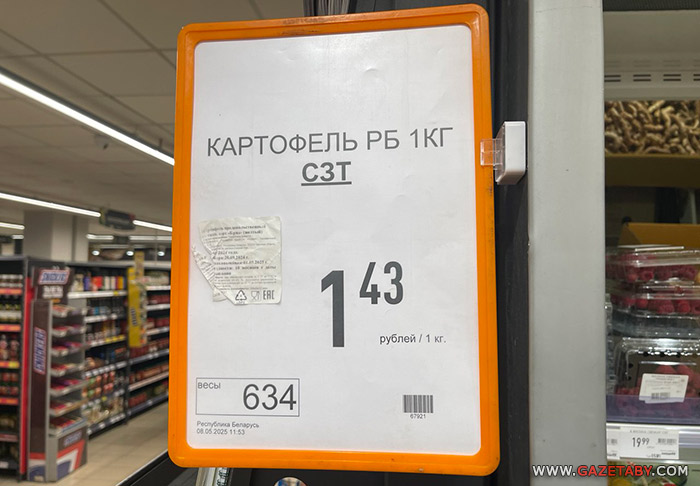 КАРТОФЕЛЬ РБ 1КГ
СЗТ
1 43
рублей / 1 кг.
весы
634
Республика Беларусь
08.05.2025 11:53
67921
EAC
19 99
WWW.GAZETABY.COM